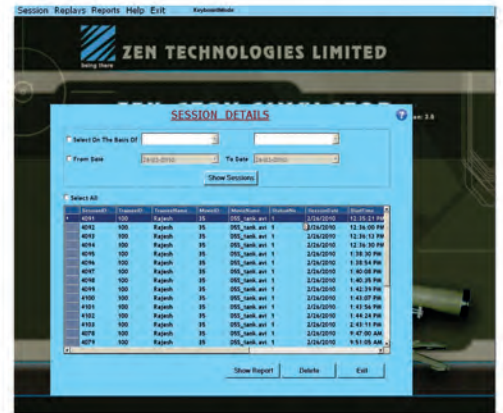 Session Replays Reports Help Exit KeyboardMode
ZEN TECHNOLOGIES LIMITED
being there
SESSION DETAILS
Select On The Basis Of
From Date 26-02-2010 To Date 26-02-2010
Show Sessions
Select All
SessionID TraineeID TraineeName MovieID MovieName StationNo SessionDate StartTime
4091 100 Rajesh 35 055_tank.avi 1 2/26/2010 12:35:21 PM
4092 100 Rajesh 35 055_tank.avi 1 2/26/2010 12:36:00 PM
4093 100 Rajesh 35 055_tank.avi 1 2/26/2010 12:36:13 PM
4094 100 Rajesh 35 055_tank.avi 1 2/26/2010 12:36:30 PM
4095 100 Rajesh 35 055_tank.avi 1 2/26/2010 1:38:30 PM
4096 100 Rajesh 35 055_tank.avi 1 2/26/2010 1:38:54 PM
4097 100 Rajesh 35 055_tank.avi 1 2/26/2010 1:40:08 PM
4098 100 Rajesh 35 055_tank.avi 1 2/26/2010 1:40:35 PM
4099 100 Rajesh 35 055_tank.avi 1 2/26/2010 1:42:39 PM
4100 100 Rajesh 35 055_tank.avi 1 2/26/2010 1:43:07 PM
4101 100 Rajesh 35 055_tank.avi 1 2/26/2010 1:43:56 PM
4102 100 Rajesh 35 055_tank.avi 1 2/26/2010 1:44:24 PM
4103 100 Rajesh 35 055_tank.avi 1 2/26/2010 2:43:11 PM
4078 100 Rajesh 35 055_tank.avi 1 2/26/2010 9:47:00 AM
4079 100 Rajesh 35 055_tank.avi 1 2/26/2010 9:51:05 AM
Show Report Delete Exit